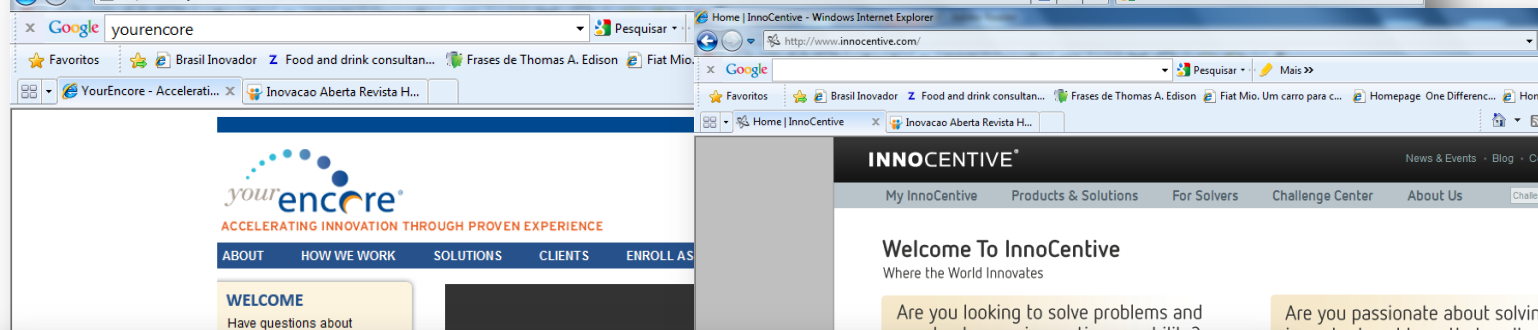 Google yourencore Pesquisar
Favoritos Brasil Inovador Food and drink consultan... Frases de Thomas A. Edison Fiat Mio.
YourEncore - Accelerati... X Inovacao Aberta Revista H...
yourencore
ACCELERATING INNOVATION THROUGH PROVEN EXPERIENCE
ABOUT HOW WE WORK SOLUTIONS CLIENTS ENROLL AS
WELCOME
Have questions about
Home | InnoCentive - Windows Internet Explorer
http://www.innocentive.com/
x Google Pesquisar Mais »
Favoritos Brasil Inovador Food and drink consultan... Frases de Thomas A. Edison Fiat Mio. Um carro para c... Homepage One Differenc... Hon
Home | InnoCentive X Inovacao Aberta Revista H...
INNOCENTIVE®
News & Events Blog
My InnoCentive Products & Solutions For Solvers Challenge Center About Us Challe
Welcome To InnoCentive
Where the World Innovates
Are you looking to solve problems and
Are you passionate about solvin